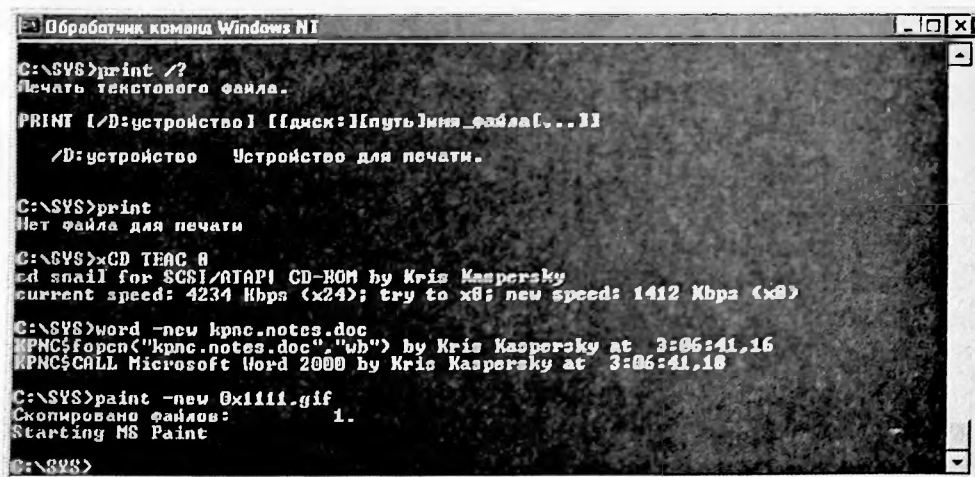 Обработчик команд Windows NT
C:\SYS>print /?
Печать текстового файла.
PRINT [/D:устройство] [[диск:][путь]имя_файла[...]]
/D:устройство Устройство для печати.
C:\SYS>print
Нет файла для печати
C:\SYS>xCD TEAC 8
cd snail for SCSI/ATAPI CD-ROM by Kris Kaspersky
current speed: 4234 Kbps (x24); try to x8; new speed: 1412 Kbps (x8)
C:\SYS>word -new kpnc.notes.doc
KPNC$fopen("kpnc.notes.doc","wb") by Kris Kaspersky at 3:06:41,16
KPNC$CALL Microsoft Word 2000 by Kris Kaspersky at 3:06:41,18
C:\SYS>paint -new 0x1111.gif
Скопировано файлов: 1.
Starting MS Paint
C:\SYS>